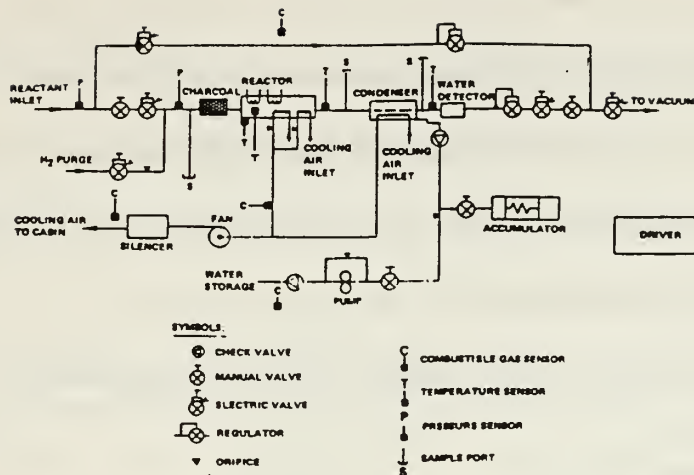 C
P
REACTANT
INLET
P
CHARCOAL
REACTOR
T
S
CONDENSER
S
T
WATER
DETECTOR
TO VACUUM
T
T
COOLING
AIR
INLET
COOLING
AIR
INLET
H2 PURGE
S
C
C
COOLING AIR
TO CABIN
SILENCER
FAN
ACCUMULATOR
DRIVER
WATER
STORAGE
C
PUMP
SYMBOLS:
CHECK VALVE
MANUAL VALVE
ELECTRIC VALVE
REGULATOR
ORIFICE
C COMBUSTIBLE GAS SENSOR
T TEMPERATURE SENSOR
P PRESSURE SENSOR
SAMPLE PORT
S